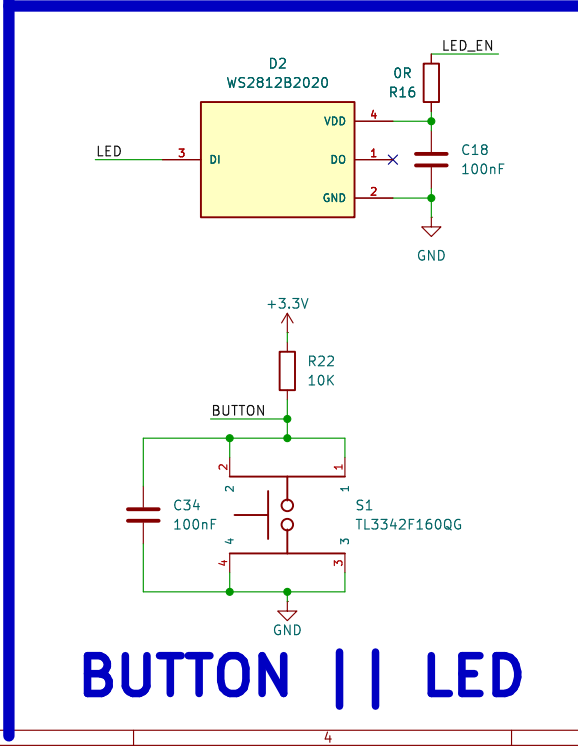 LED_EN
D2
WS2812B2020
0R
R16
VDD 4
LED
3 DI
DO 1
C18
100nF
GND 2
GND
+3.3V
R22
10K
BUTTON
2
1
2
1
C34
100nF
S1
TL3342F160QG
4
3
4
3
GND
BUTTON || LED
4